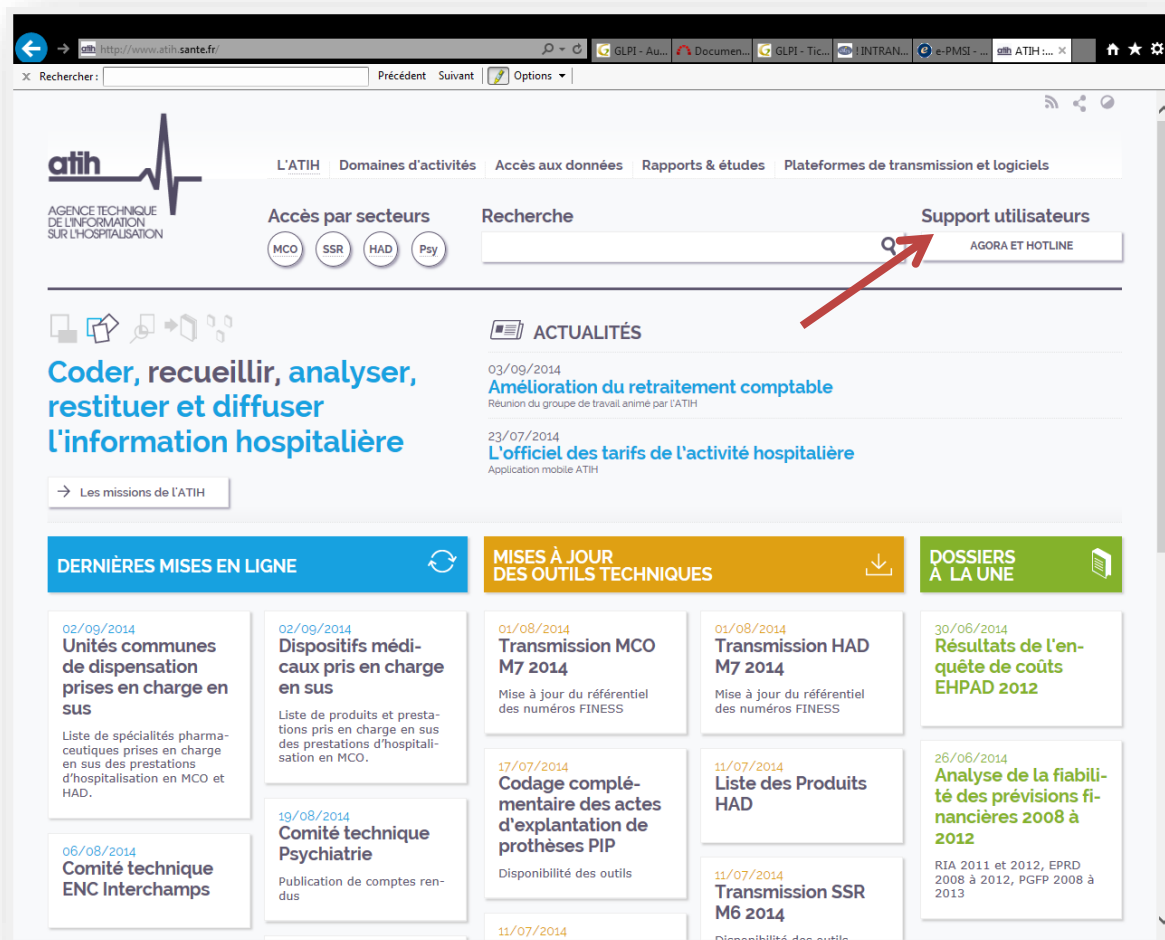 http://www.atih.sante.fr/
GLPI - Au...
Documen...
GLPI - Tic...
! INTRAN...
e-PMSI - ...
ATIH :... ×
x Rechercher :
Précédent Suivant
Options
atih
AGENCE TECHNIQUE
DE L'INFORMATION
SUR L'HOSPITALISATION
L'ATIH Domaines d'activités Accès aux données Rapports & études Plateformes de transmission et logiciels
Accès par secteurs
MCO SSR HAD Psy
Recherche
Support utilisateurs
AGORA ET HOTLINE
Coder, recueillir, analyser,
restituer et diffuser
l'information hospitalière
→ Les missions de l'ATIH
ACTUALITÉS
03/09/2014
Amélioration du retraitement comptable
Réunion du groupe de travail animé par l'ATIH
23/07/2014
L'officiel des tarifs de l'activité hospitalière
Application mobile ATIH
DERNIÈRES MISES EN LIGNE
02/09/2014
Unités communes
de dispensation
prises en charge en
sus
Liste de spécialités pharma-
ceutiques prises en charge
en sus des prestations
d'hospitalisation en MCO et
HAD.
06/08/2014
Comité technique
ENC Interchamps
02/09/2014
Dispositifs médi-
caux pris en charge
en sus
Liste de produits et presta-
tions pris en charge en sus
des prestations d'hospitali-
sation en MCO.
19/08/2014
Comité technique
Psychiatrie
Publication de comptes ren-
dus
MISES À JOUR
DES OUTILS TECHNIQUES
01/08/2014
Transmission MCO
M7 2014
Mise à jour du référentiel
des numéros FINESS
17/07/2014
Codage complé-
mentaire des actes
d'explantation de
prothèses PIP
Disponibilité des outils
11/07/2014
01/08/2014
Transmission HAD
M7 2014
Mise à jour du référentiel
des numéros FINESS
11/07/2014
Liste des Produits
HAD
11/07/2014
Transmission SSR
M6 2014
Disponibilité des outils
DOSSIERS
À LA UNE
30/06/2014
Résultats de l'en-
quête de coûts
EHPAD 2012
26/06/2014
Analyse de la fiabili-
té des prévisions fi-
nancières 2008 à
2012
RIA 2011 et 2012, EPRD
2008 à 2012, PGFP 2008 à
2013